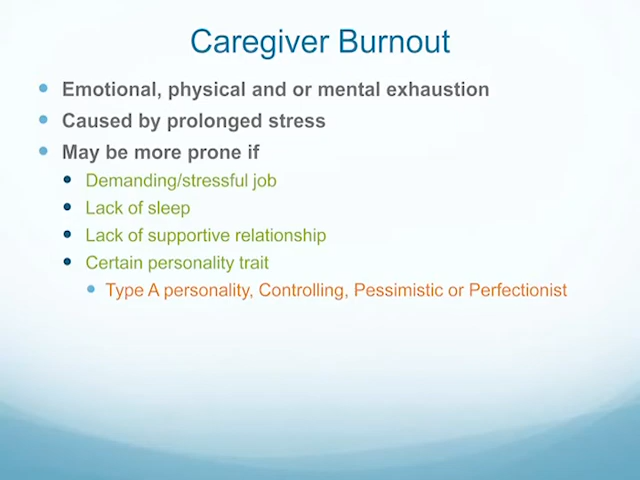 Caregiver Burnout
Emotional, physical and or mental exhaustion
Caused by prolonged stress
May be more prone if
Demanding/stressful job
Lack of sleep
Lack of supportive relationship
Certain personality trait
Type A personality, Controlling, Pessimistic or Perfectionist